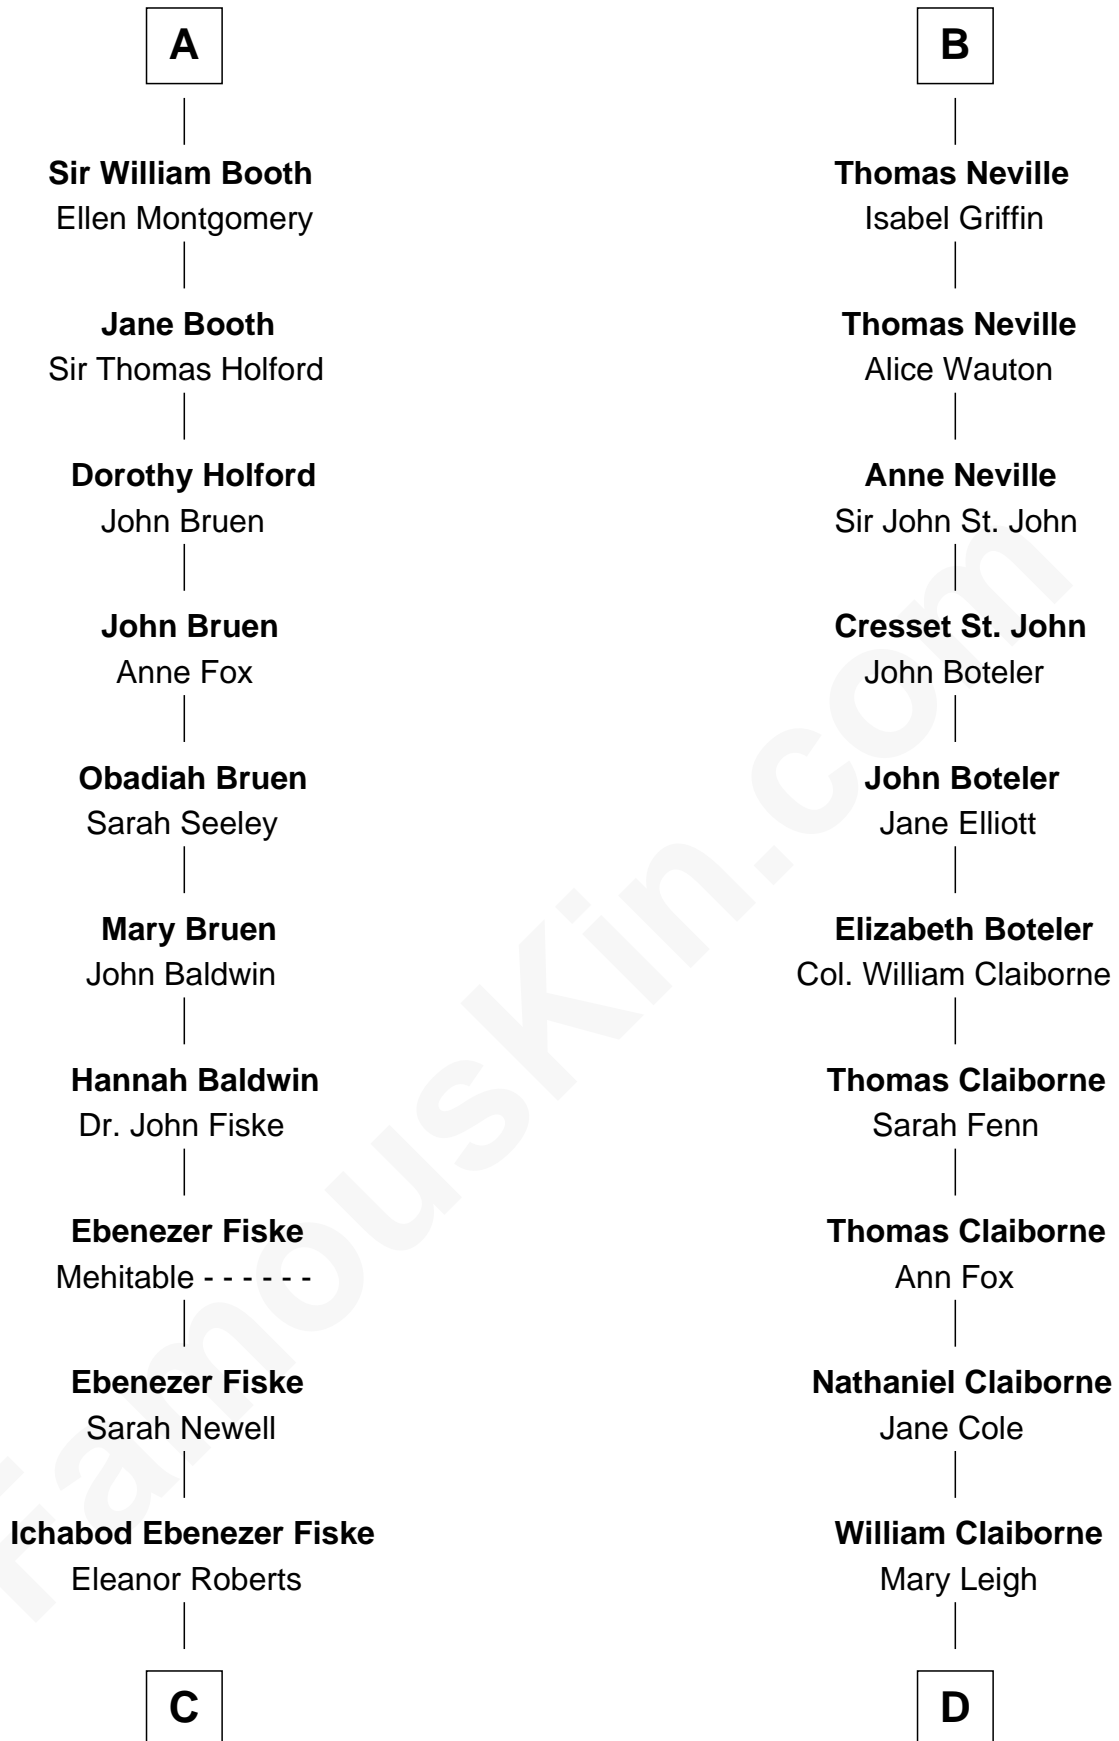 A
Sir William Booth
Ellen Montgomery
Jane Booth
Sir Thomas Holford
Dorothy Holford
John Bruen
John Bruen
Anne Fox
Obadiah Bruen
Sarah Seeley
Mary Bruen
John Baldwin
Hannah Baldwin
Dr. John Fiske
Ebenezer Fiske
Mehitable - - - - - -
Ebenezer Fiske
Sarah Newell
Ichabod Ebenezer Fiske
Eleanor Roberts
C
B
Thomas Neville
Isabel Griffin
Thomas Neville
Alice Wauton
Anne Neville
Sir John St. John
Cresset St. John
John Boteler
John Boteler
Jane Elliott
Elizabeth Boteler
Col. William Claiborne
Thomas Claiborne
Sarah Fenn
Thomas Claiborne
Ann Fox
Nathaniel Claiborne
Jane Cole
William Claiborne
Mary Leigh
D
FamousKin.com